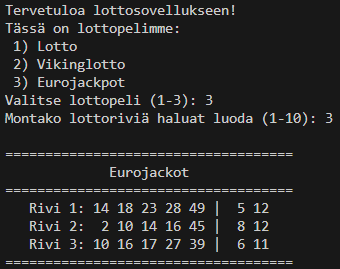 Tervetuloa lottosovellukseen!
Tässä on lottopelimme:
1) Lotto
2) Vikinglotto
3) Eurojackpot
Valitse lottopeli (1-3): 3
Montako lottoriviä haluat luoda (1-10): 3
====================================
Eurojackot
====================================
Rivi 1: 14 18 23 28 49 | 5 12
Rivi 2: 2 10 14 16 45 | 8 12
Rivi 3: 10 16 17 27 39 | 6 11
====================================